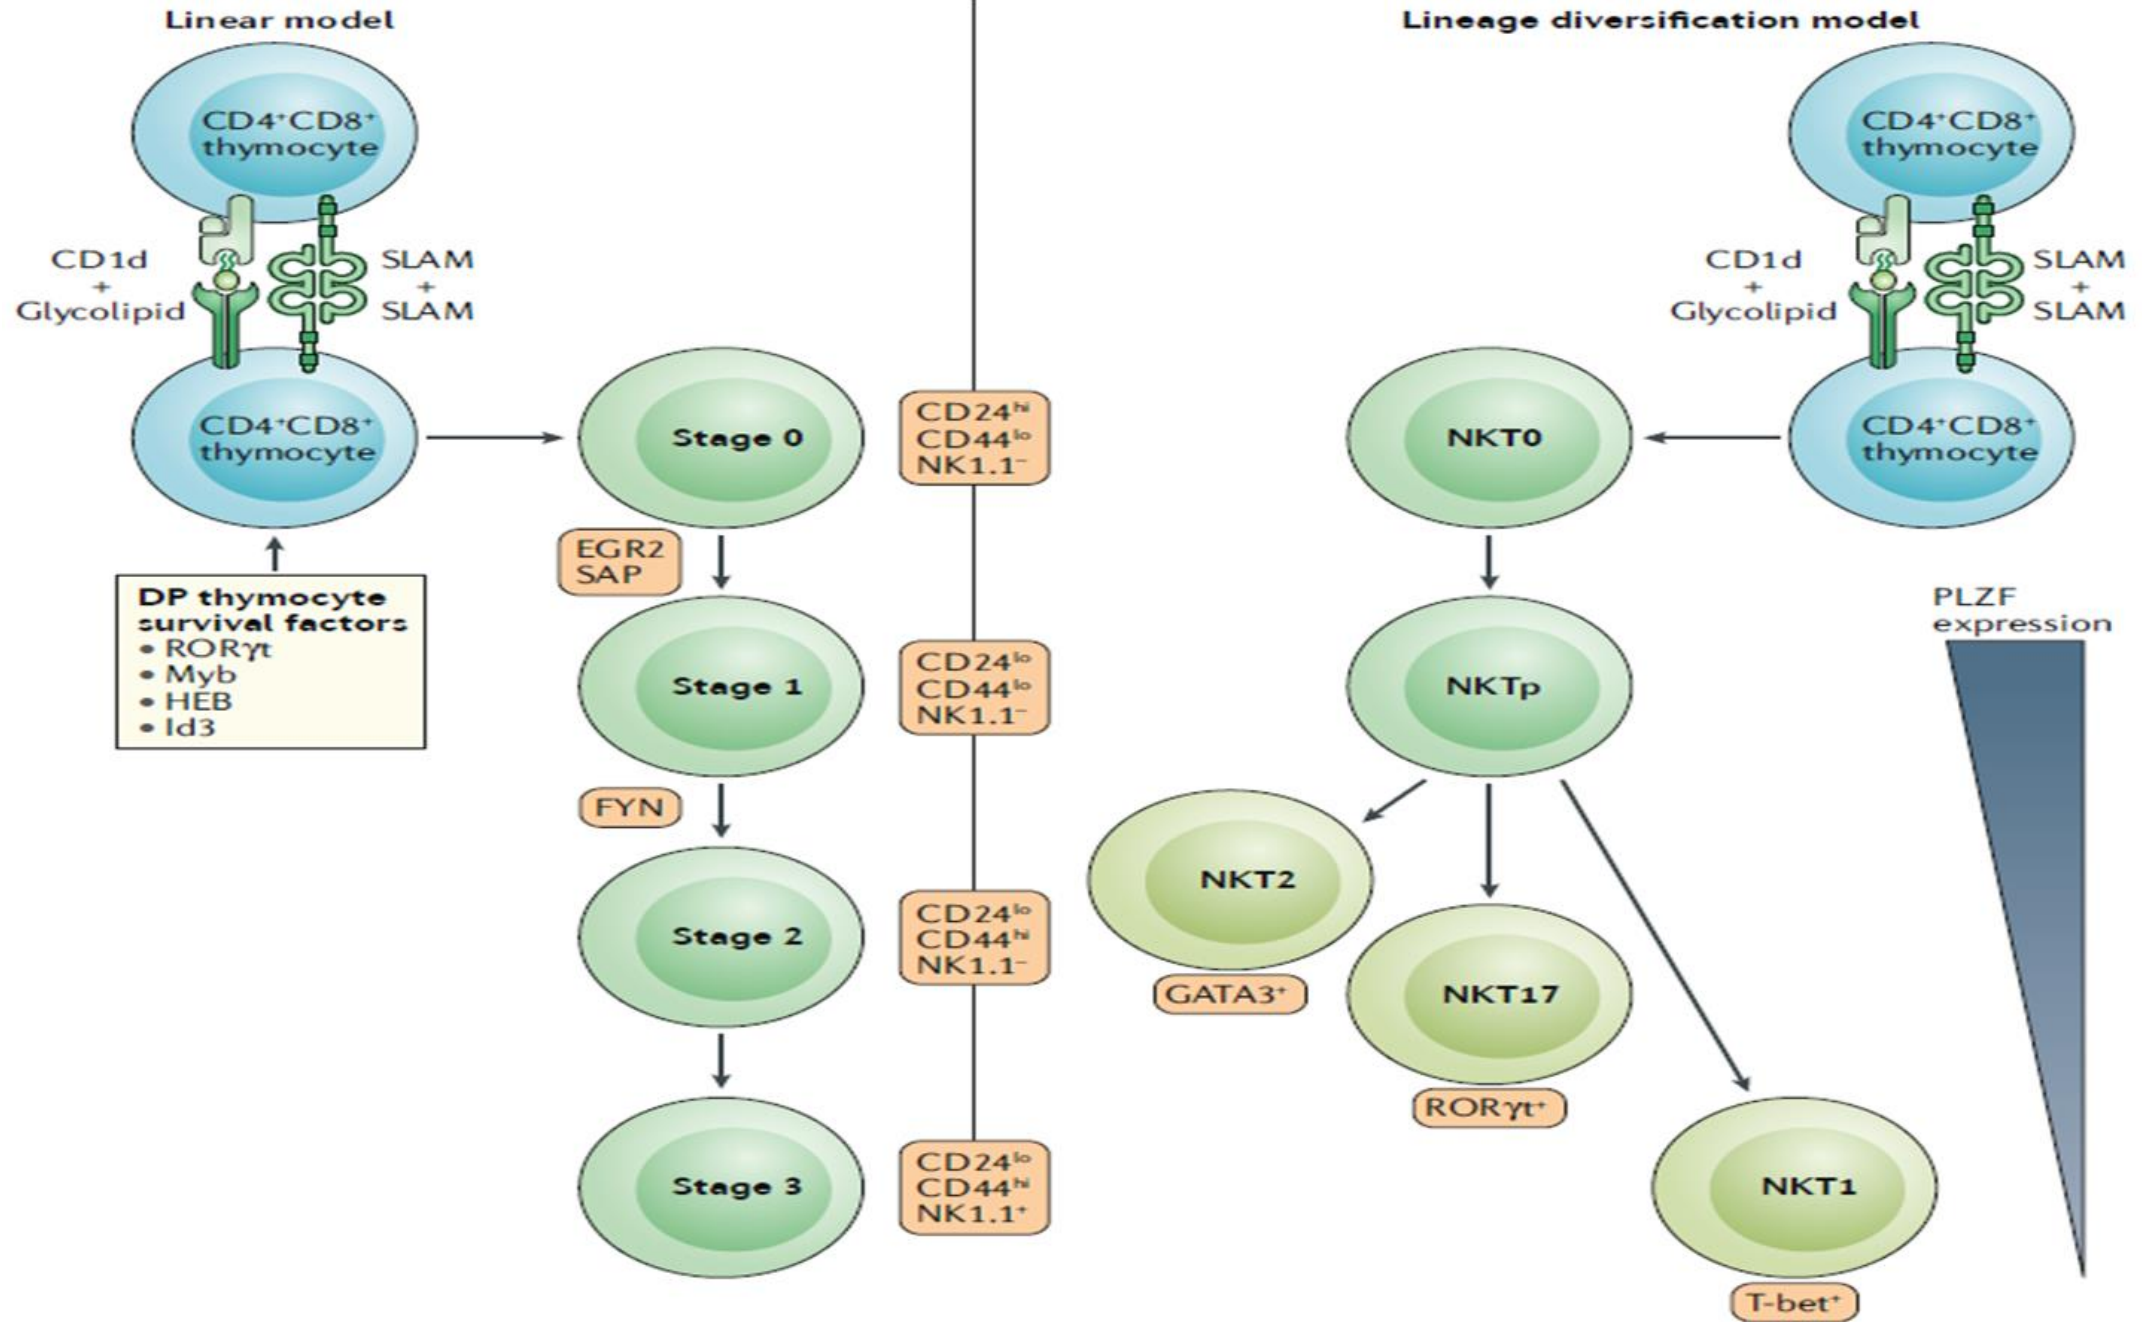 Linear model
CD4⁺CD8⁺
thymocyte
CD1d
+
Glycolipid
SLAM
+
SLAM
CD4⁺CD8⁺
thymocyte
DP thymocyte
survival factors
• RORγt
• Myb
• HEB
• Id3
Stage 0
EGR2
SAP
Stage 1
FYN
Stage 2
Stage 3
CD24ʰⁱ
CD44ˡᵒ
NK1.1⁻
CD24ˡᵒ
CD44ˡᵒ
NK1.1⁻
CD24ˡᵒ
CD44ʰⁱ
NK1.1⁻
CD24ˡᵒ
CD44ʰⁱ
NK1.1⁺
Lineage diversification model
CD4⁺CD8⁺
thymocyte
CD1d
+
Glycolipid
SLAM
+
SLAM
CD4⁺CD8⁺
thymocyte
NKT0
NKTp
NKT2
GATA3⁺
NKT17
RORγt⁺
NKT1
T-bet⁺
PLZF
expression